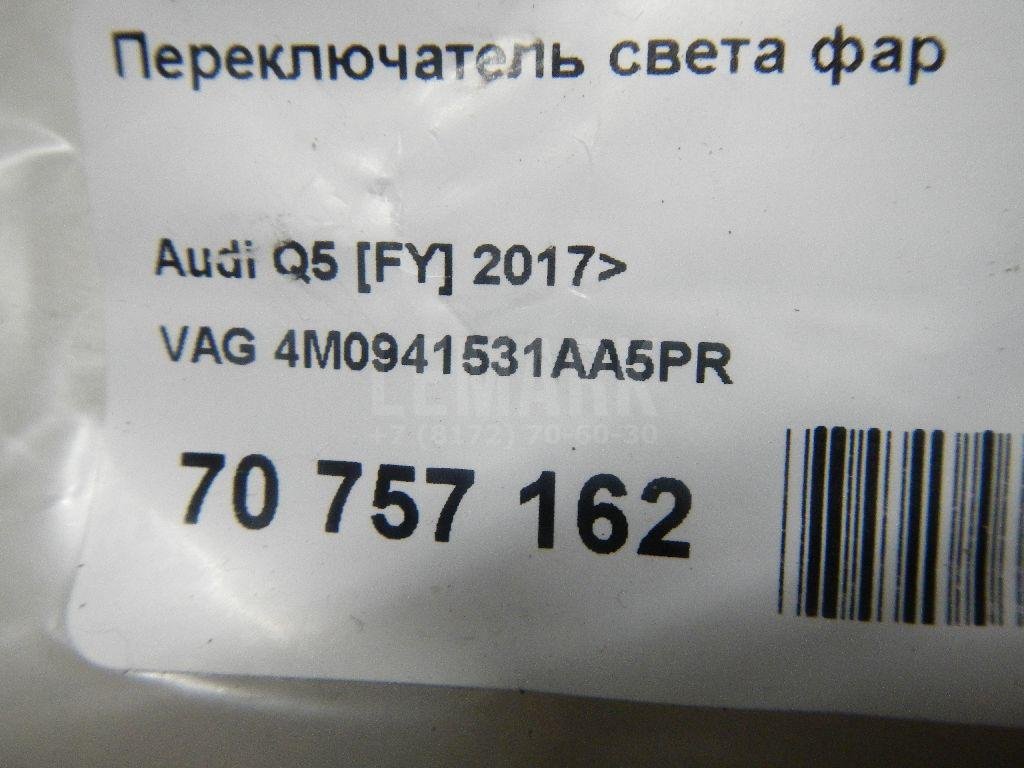 Переключатель света фар
Audi Q5 [FY] 2017>
VAG 4M0941531AA5PR
LEMARK
+7 (8172) 70-60-30
70 757 162